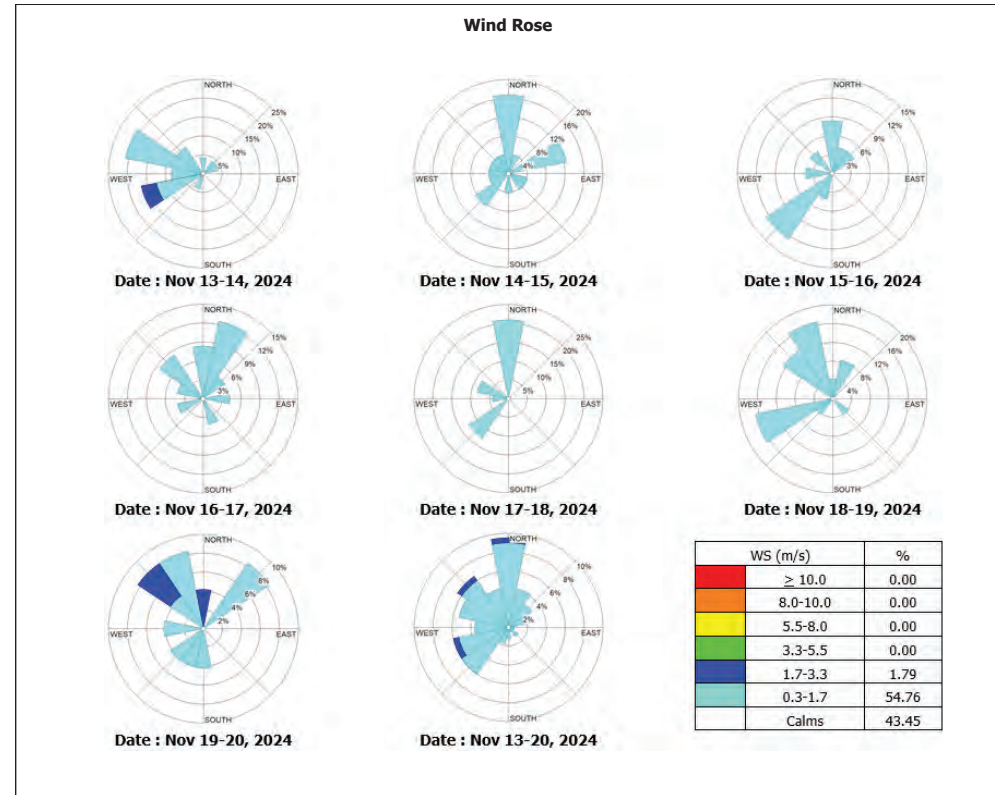 Wind Rose
NORTH
25%
20%
15%
10%
5%
WEST
EAST
SOUTH
Date : Nov 13-14, 2024
NORTH
20%
16%
12%
8%
4%
WEST
EAST
SOUTH
Date : Nov 14-15, 2024
NORTH
15%
12%
9%
6%
3%
WEST
EAST
SOUTH
Date : Nov 15-16, 2024
NORTH
15%
12%
9%
6%
3%
WEST
EAST
SOUTH
Date : Nov 16-17, 2024
NORTH
25%
20%
15%
10%
5%
WEST
EAST
SOUTH
Date : Nov 17-18, 2024
NORTH
20%
16%
12%
8%
4%
WEST
EAST
SOUTH
Date : Nov 18-19, 2024
NORTH
10%
8%
6%
4%
2%
WEST
EAST
SOUTH
Date : Nov 19-20, 2024
NORTH
10%
8%
6%
4%
2%
WEST
EAST
SOUTH
Date : Nov 13-20, 2024
WS (m/s) %
≥ 10.0 0.00
8.0-10.0 0.00
5.5-8.0 0.00
3.3-5.5 0.00
1.7-3.3 1.79
0.3-1.7 54.76
Calms 43.45